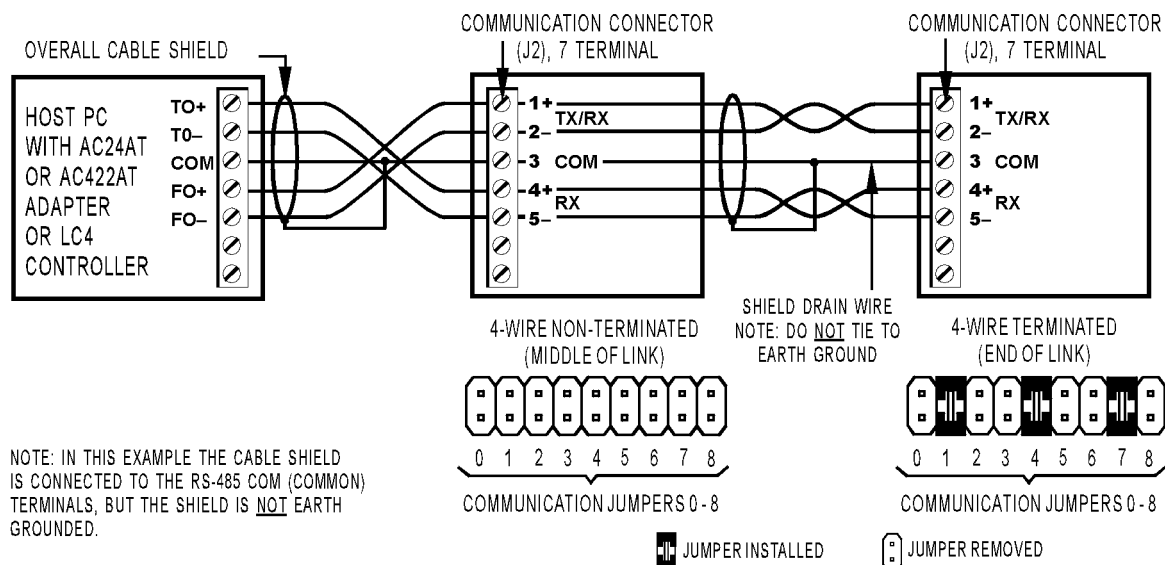 OVERALL CABLE SHIELD
COMMUNICATION CONNECTOR
(J2), 7 TERMINAL
COMMUNICATION CONNECTOR
(J2), 7 TERMINAL
HOST PC
WITH AC24AT
OR AC422AT
ADAPTER
OR LC4
CONTROLLER
TO+
T0–
COM
FO+
FO–
1+
TX/RX
2–
3 COM
4+
RX
5–
1+
TX/RX
2–
3 COM
4+
RX
5–
SHIELD DRAIN WIRE
NOTE: DO NOT TIE TO
EARTH GROUND
4-WIRE NON-TERMINATED
(MIDDLE OF LINK)
4-WIRE TERMINATED
(END OF LINK)
0 1 2 3 4 5 6 7 8
COMMUNICATION JUMPERS 0 - 8
0 1 2 3 4 5 6 7 8
COMMUNICATION JUMPERS 0 - 8
NOTE: IN THIS EXAMPLE THE CABLE SHIELD
IS CONNECTED TO THE RS-485 COM (COMMON)
TERMINALS, BUT THE SHIELD IS NOT EARTH
GROUNDED.
JUMPER INSTALLED
JUMPER REMOVED